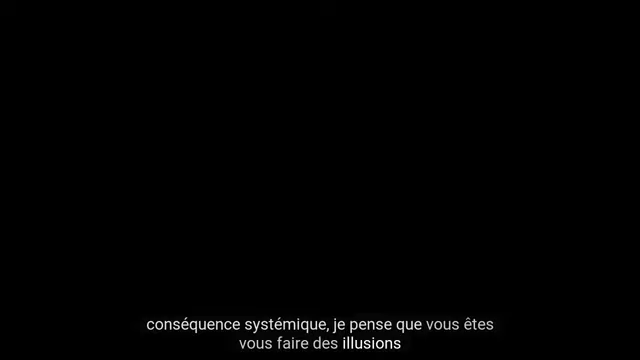 conséquence systémique, je pense que vous êtes
vous faire des illusions